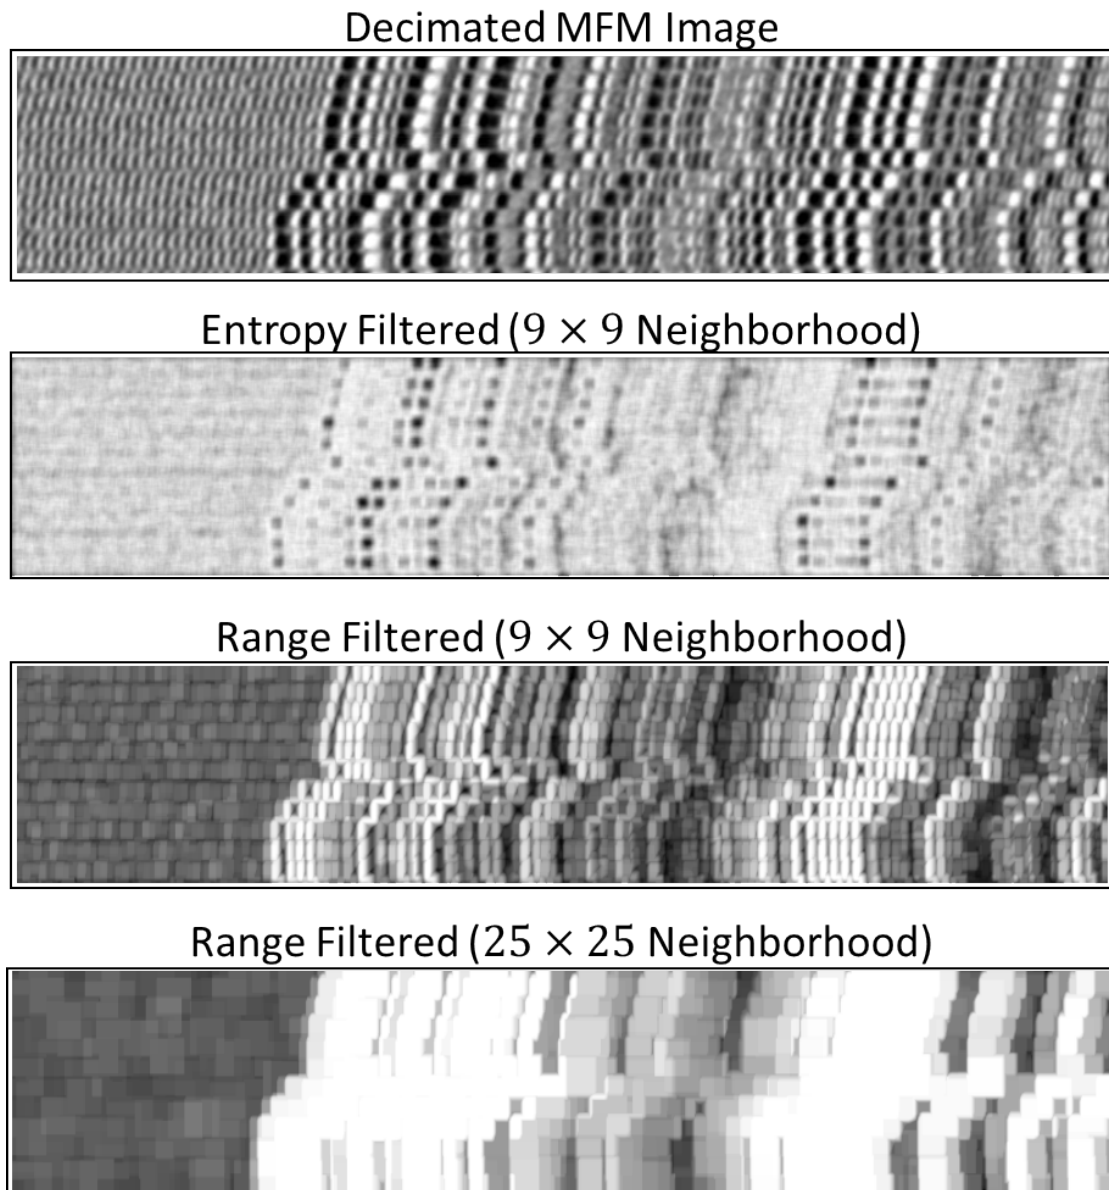 Decimated MFM Image
Entropy Filtered (9 × 9 Neighborhood)
Range Filtered (9 × 9 Neighborhood)
Range Filtered (25 × 25 Neighborhood)